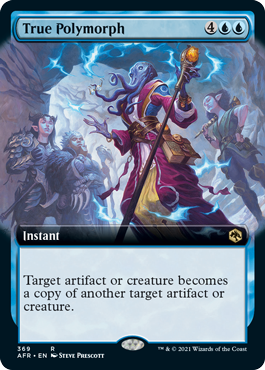 True Polymorph 4
Instant
Target artifact or creature becomes
a copy of another target artifact or
creature.
369 R
AFR • EN Steve Prescott ™ & © 2021 Wizards of the Coast